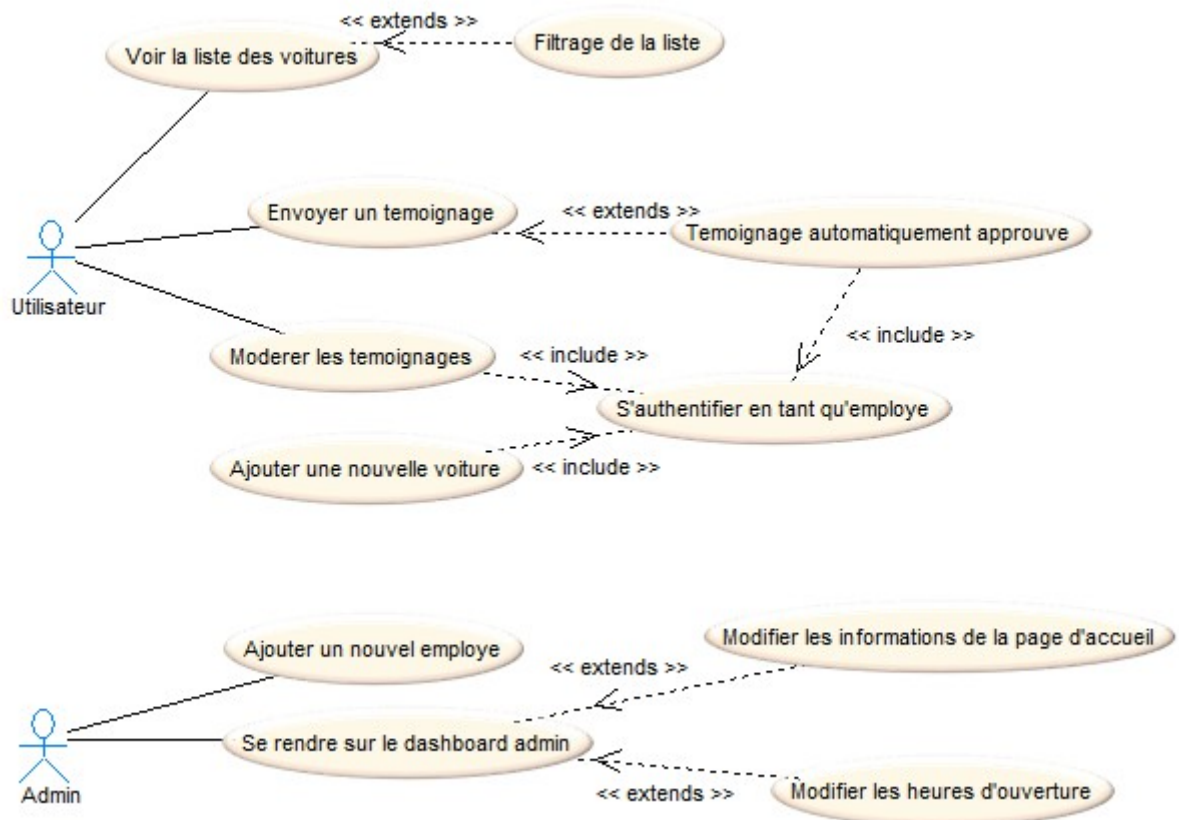 << extends >>
Voir la liste des voitures
Filtrage de la liste
Envoyer un temoignage
<< extends >>
Temoignage automatiquement approuve
Utilisateur
<< include >>
Moderer les temoignages
<< include >>
S'authentifier en tant qu'employe
Ajouter une nouvelle voiture
<< include >>
Ajouter un nouvel employe
Modifier les informations de la page d'accueil
<< extends >>
Se rendre sur le dashboard admin
Admin
<< extends >>
Modifier les heures d'ouverture